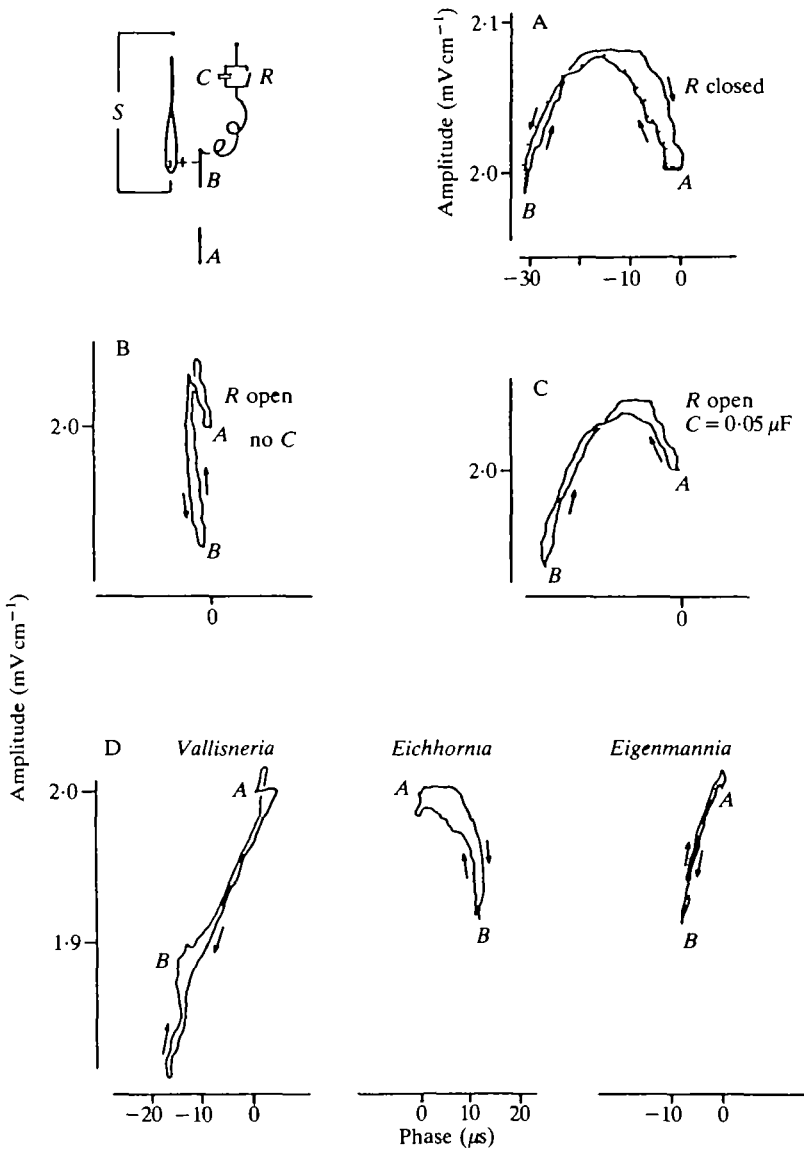 S
C
R
+
B
A
Amplitude (mV cm⁻¹)
2·1
2·0
A
R closed
A
B
−30
−10
0
B
2·0
R open
no C
A
B
0
C
2·0
R open
C = 0·05 μF
A
B
0
Amplitude (mV cm⁻¹)
D
Vallisneria
Eichhornia
Eigenmannia
2·0
1·9
A
B
A
B
A
B
−20 −10 0
0 10 20
−10 0
Phase (μs)